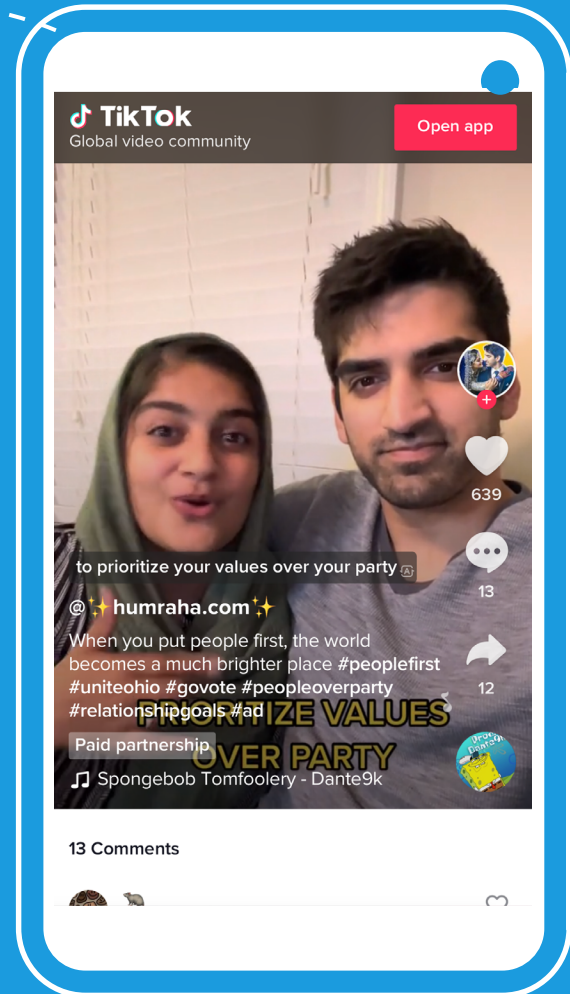 TikTok
Global video community
Open app
639
to prioritize your values over your party
@✨humraha.com✨
13
When you put people first, the world
becomes a much brighter place #peoplefirst
#uniteohio #govote #peopleoverparty
12
#relationshipgoals #ad
PRIORITIZE VALUES
Paid partnership
OVER PARTY
Spongebob Tomfoolery - Dante9k
13 Comments